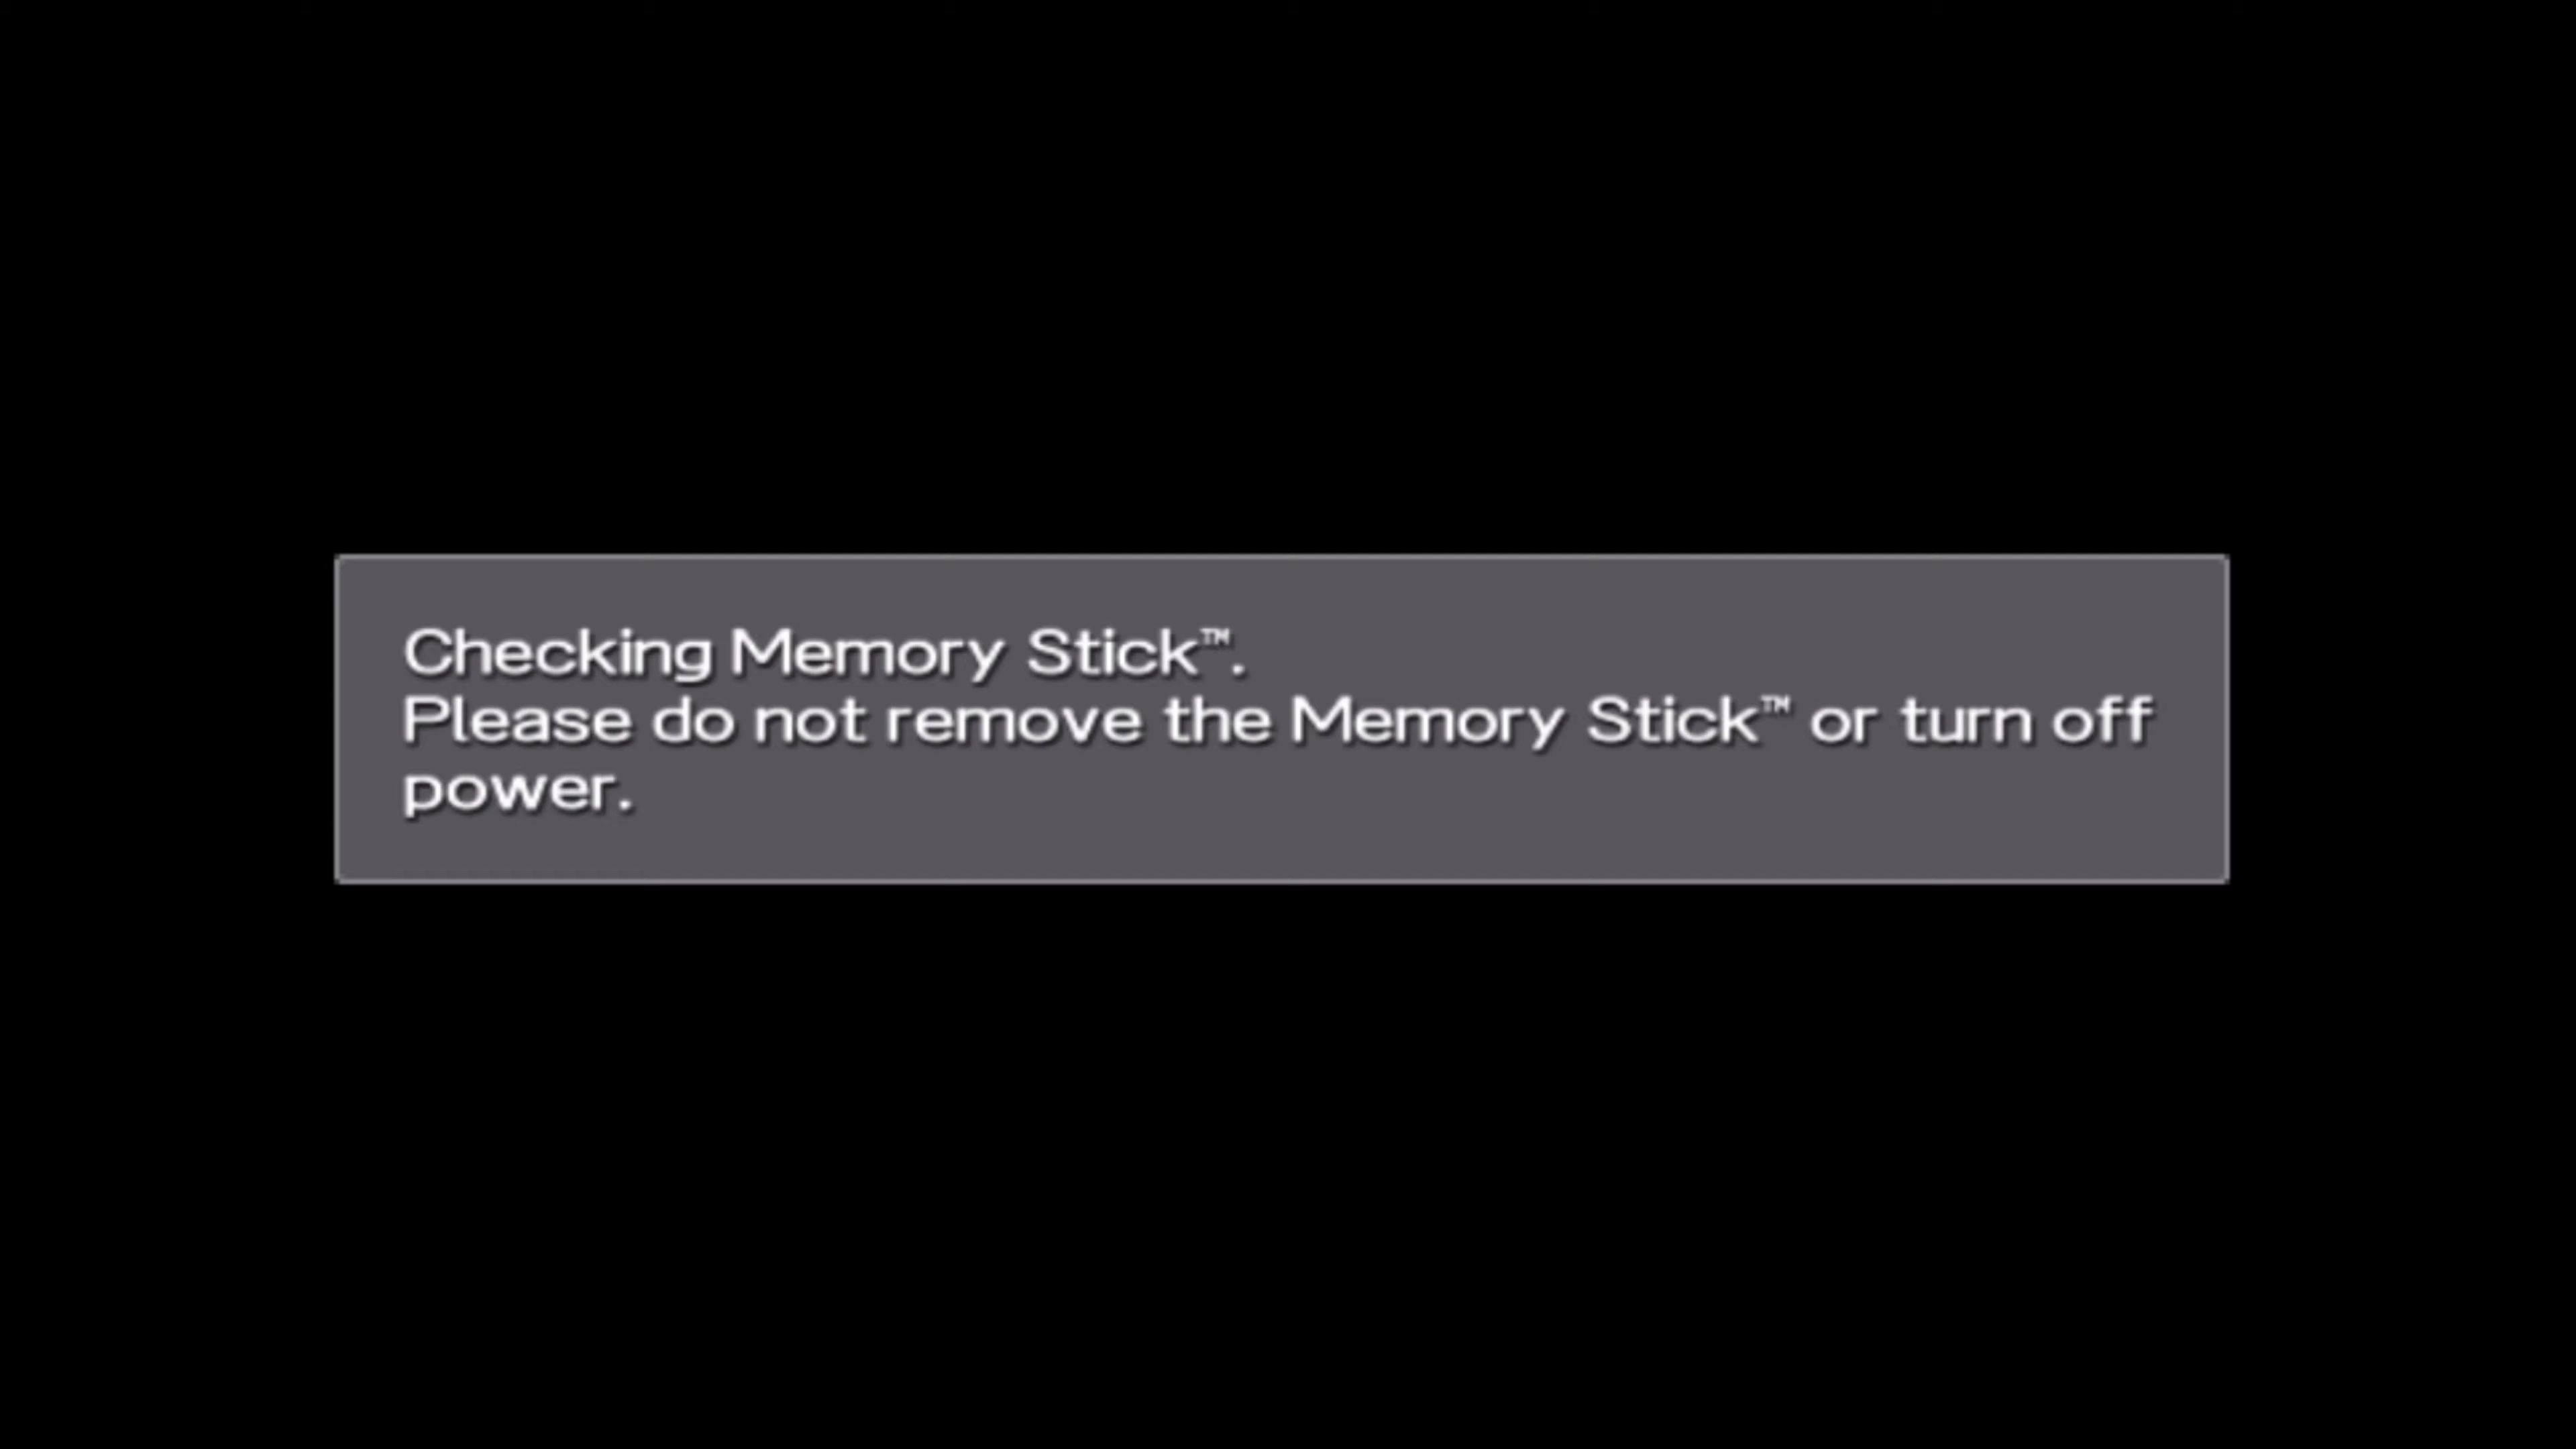 Checking Memory Stick™.
Please do not remove the Memory Stick™ or turn off
power.